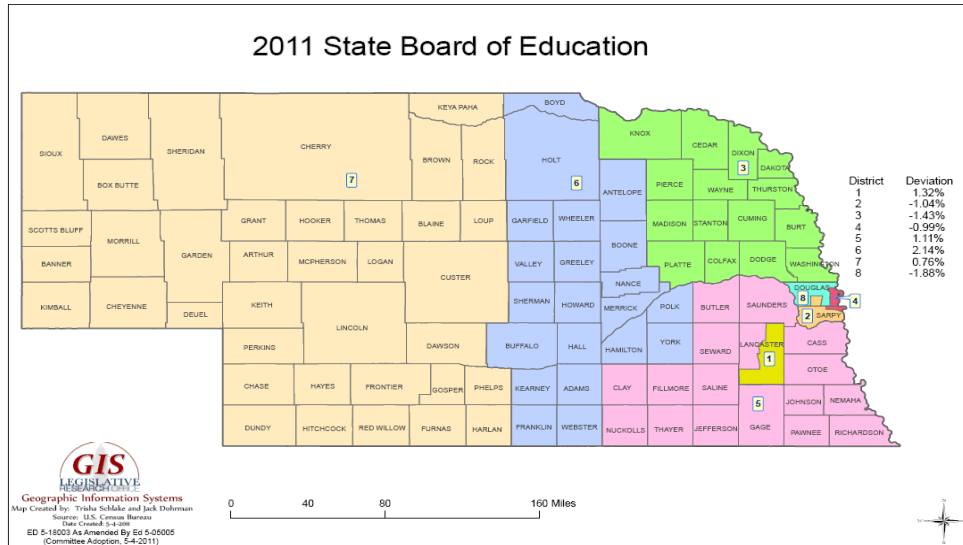 2011 State Board of Education
BOYD
KEYA PAHA
KNOX
DAWES
CEDAR
CHERRY
DIXON
SIOUX
SHERIDAN
BROWN
ROCK
HOLT
3
DAKOTA
7
6
PIERCE
BOX BUTTE
ANTELOPE
WAYNE
THURSTON
District Deviation
1 1.32%
2 -1.04%
3 -1.43%
4 -0.99%
5 1.11%
6 2.14%
7 0.76%
8 -1.88%
GRANT
HOOKER
THOMAS
BLAINE
LOUP
GARFIELD
WHEELER
MADISON
STANTON
CUMING
BURT
SCOTTS BLUFF
MORRILL
BOONE
GARDEN
ARTHUR
MCPHERSON
LOGAN
VALLEY
GREELEY
PLATTE
COLFAX
DODGE
WASHINGTON
BANNER
CUSTER
NANCE
DOUGLAS
KIMBALL
CHEYENNE
KEITH
SHERMAN
HOWARD
MERRICK
POLK
BUTLER
SAUNDERS
8
4
DEUEL
2
SARPY
LINCOLN
PERKINS
DAWSON
BUFFALO
HALL
HAMILTON
YORK
SEWARD
LANCASTER
CASS
1
OTOE
CHASE
HAYES
FRONTIER
GOSPER
PHELPS
KEARNEY
ADAMS
CLAY
FILLMORE
SALINE
5
JOHNSON
NEMAHA
DUNDY
HITCHCOCK
RED WILLOW
FURNAS
HARLAN
FRANKLIN
WEBSTER
NUCKOLLS
THAYER
JEFFERSON
GAGE
PAWNEE
RICHARDSON
GIS
LEGISLATIVE
RESEARCH OFFICE
Geographic Information Systems
Map Created by: Trisha Schlake and Jack Dohrman
Source: U.S. Census Bureau
Date Created: 5-4-2011
ED 5-18003 As Amended By Ed 5-05005
(Committee Adoption, 5-4-2011)
0 40 80 160 Miles